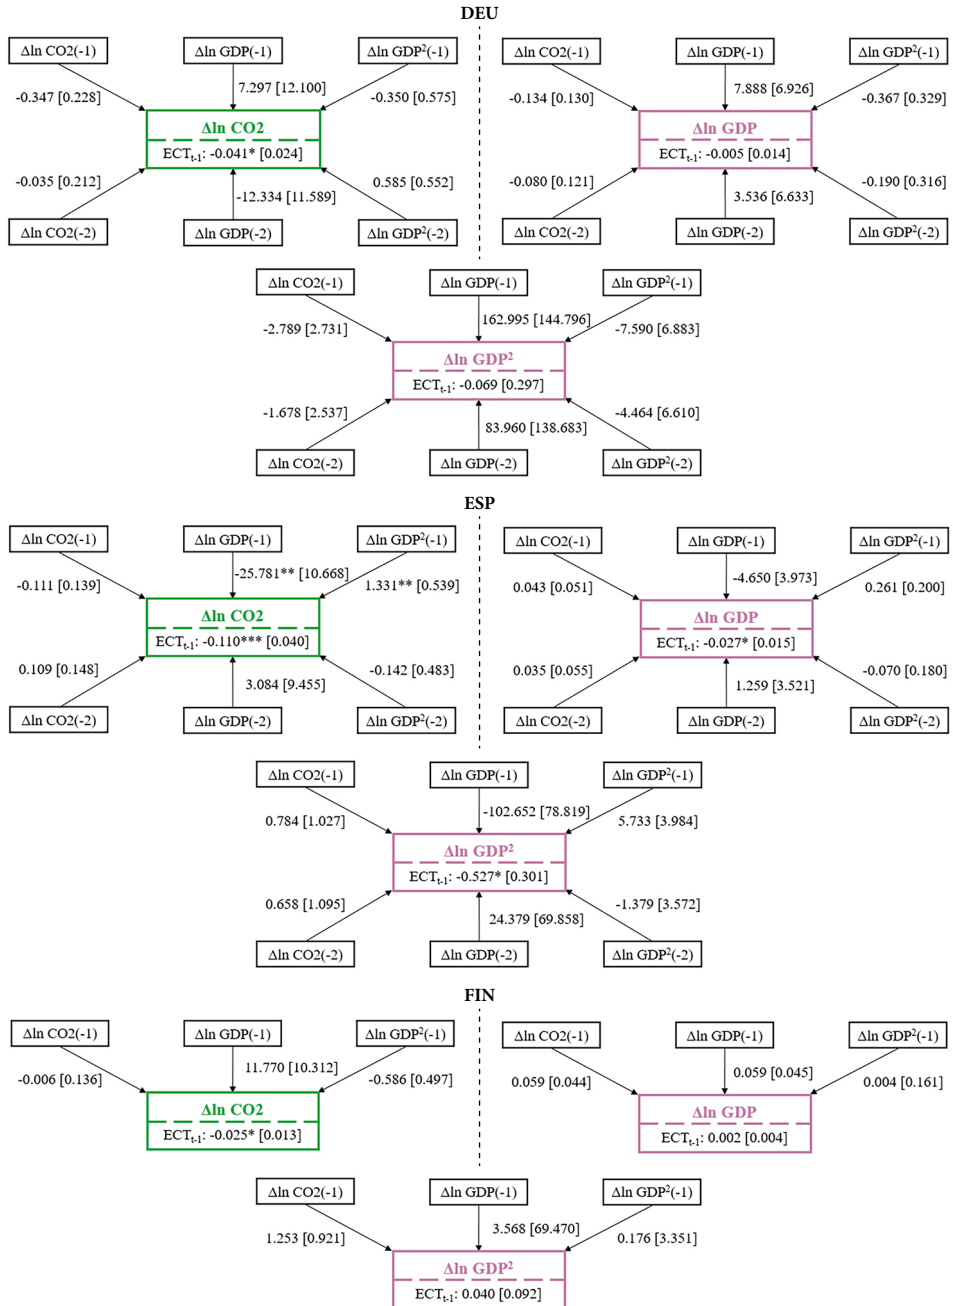 DEU
Δln CO2(-1) Δln GDP(-1) Δln GDP²(-1) Δln CO2(-1) Δln GDP(-1) Δln GDP²(-1)
-0.347 [0.228] 7.297 [12.100] -0.350 [0.575] -0.134 [0.130] 7.888 [6.926] -0.367 [0.329]
Δln CO2 Δln GDP
ECTt-1: -0.041* [0.024] ECTt-1: -0.005 [0.014]
-0.035 [0.212] -12.334 [11.589] 0.585 [0.552] -0.080 [0.121] 3.536 [6.633] -0.190 [0.316]
Δln CO2(-2) Δln GDP(-2) Δln GDP²(-2) Δln CO2(-2) Δln GDP(-2) Δln GDP²(-2)
Δln CO2(-1) Δln GDP(-1) Δln GDP²(-1)
-2.789 [2.731] 162.995 [144.796] -7.590 [6.883]
Δln GDP²
ECTt-1: -0.069 [0.297]
-1.678 [2.537] 83.960 [138.683] -4.464 [6.610]
Δln CO2(-2) Δln GDP(-2) Δln GDP²(-2)
ESP
Δln CO2(-1) Δln GDP(-1) Δln GDP²(-1) Δln CO2(-1) Δln GDP(-1) Δln GDP²(-1)
-0.111 [0.139] -25.781** [10.668] 1.331** [0.539] 0.043 [0.051] -4.650 [3.973] 0.261 [0.200]
Δln CO2 Δln GDP
ECTt-1: -0.110*** [0.040] ECTt-1: -0.027* [0.015]
0.109 [0.148] 3.084 [9.455] -0.142 [0.483] 0.035 [0.055] 1.259 [3.521] -0.070 [0.180]
Δln CO2(-2) Δln GDP(-2) Δln GDP²(-2) Δln CO2(-2) Δln GDP(-2) Δln GDP²(-2)
Δln CO2(-1) Δln GDP(-1) Δln GDP²(-1)
0.784 [1.027] -102.652 [78.819] 5.733 [3.984]
Δln GDP²
ECTt-1: -0.527* [0.301]
0.658 [1.095] 24.379 [69.858] -1.379 [3.572]
Δln CO2(-2) Δln GDP(-2) Δln GDP²(-2)
FIN
Δln CO2(-1) Δln GDP(-1) Δln GDP²(-1) Δln CO2(-1) Δln GDP(-1) Δln GDP²(-1)
-0.006 [0.136] 11.770 [10.312] -0.586 [0.497] 0.059 [0.044] 0.059 [0.045] 0.004 [0.161]
Δln CO2 Δln GDP
ECTt-1: -0.025* [0.013] ECTt-1: 0.002 [0.004]
Δln CO2(-1) Δln GDP(-1) Δln GDP²(-1)
1.253 [0.921] 3.568 [69.470] 0.176 [3.351]
Δln GDP²
ECTt-1: 0.040 [0.092]